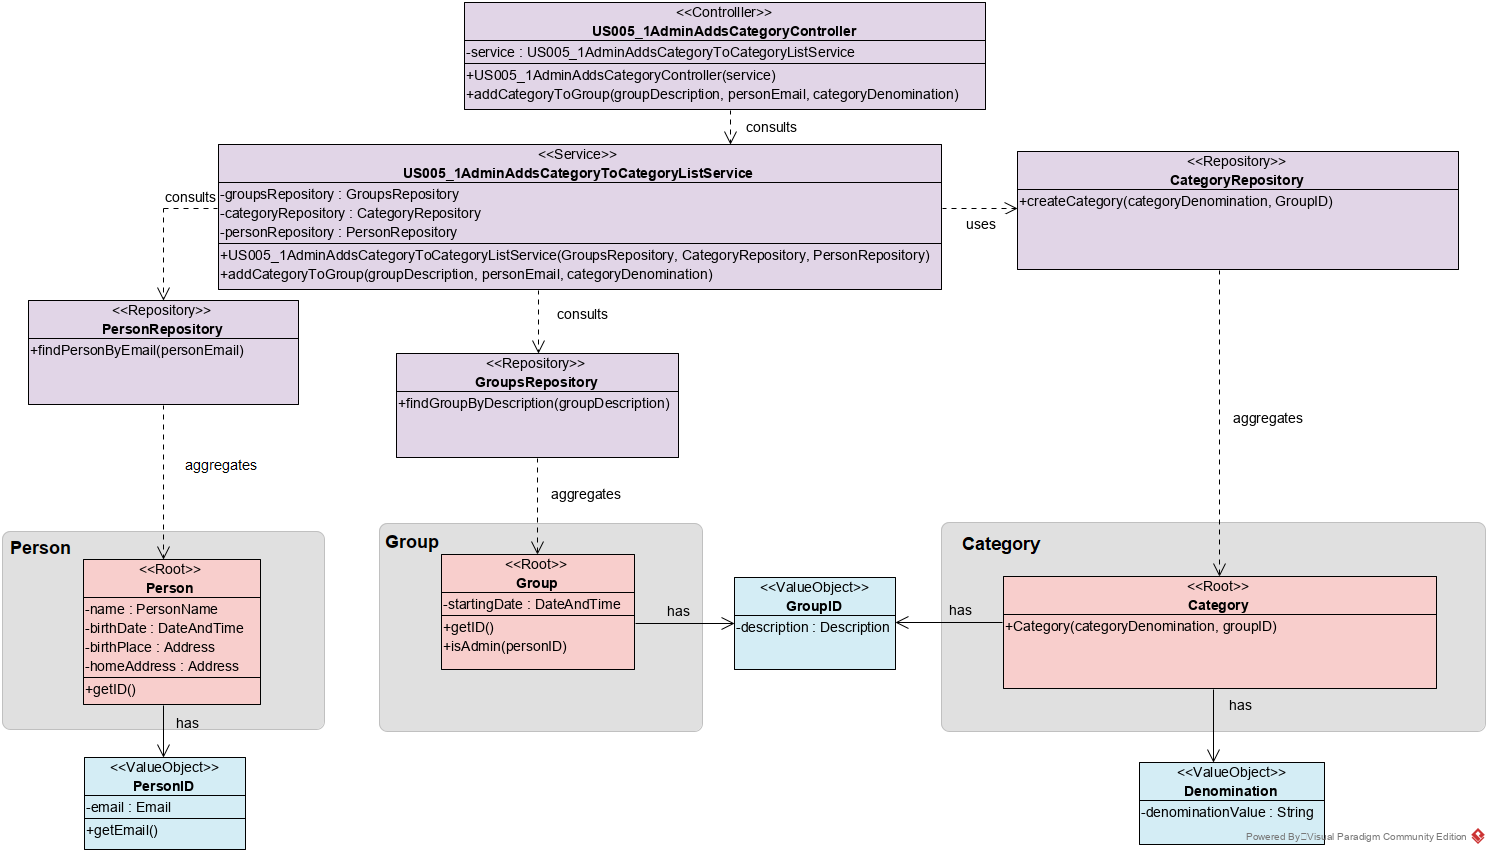 <<Controlller>>
US005_1AdminAddsCategoryController
-service : US005_1AdminAddsCategoryToCategoryListService
+US005_1AdminAddsCategoryController(service)
+addCategoryToGroup(groupDescription, personEmail, categoryDenomination)
consults
<<Service>>
US005_1AdminAddsCategoryToCategoryListService
-groupsRepository : GroupsRepository
-categoryRepository : CategoryRepository
-personRepository : PersonRepository
+US005_1AdminAddsCategoryToCategoryListService(GroupsRepository, CategoryRepository, PersonRepository)
+addCategoryToGroup(groupDescription, personEmail, categoryDenomination)
consults
uses
<<Repository>>
CategoryRepository
+createCategory(categoryDenomination, GroupID)
<<Repository>>
PersonRepository
+findPersonByEmail(personEmail)
consults
<<Repository>>
GroupsRepository
+findGroupByDescription(groupDescription)
aggregates
aggregates
aggregates
Person
<<Root>>
Person
-name : PersonName
-birthDate : DateAndTime
-birthPlace : Address
-homeAddress : Address
+getID()
has
<<ValueObject>>
PersonID
-email : Email
+getEmail()
Group
<<Root>>
Group
-startingDate : DateAndTime
+getID()
+isAdmin(personID)
has
<<ValueObject>>
GroupID
-description : Description
has
Category
<<Root>>
Category
+Category(categoryDenomination, groupID)
has
<<ValueObject>>
Denomination
-denominationValue : String
Powered By Visual Paradigm Community Edition